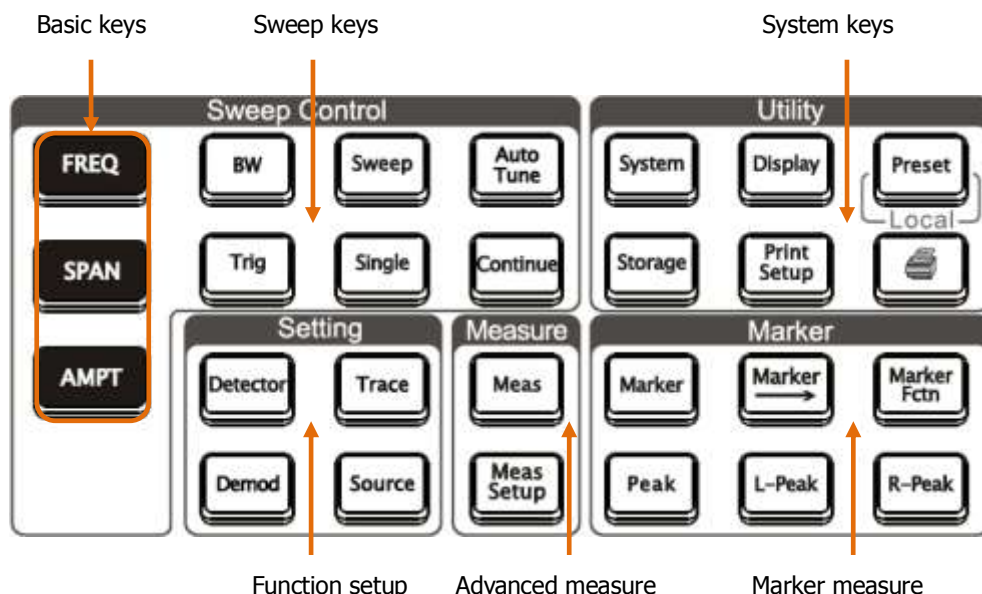 Basic keys Sweep keys System keys
Sweep Control Utility
FREQ BW Sweep Auto Tune System Display Preset
Local
SPAN Trig Single Continue Storage Print Setup
Setting Measure Marker
AMPT Detector Trace Meas Marker Marker Marker Fctn
Demod Source Meas Setup Peak L-Peak R-Peak
Function setup Advanced measure Marker measure